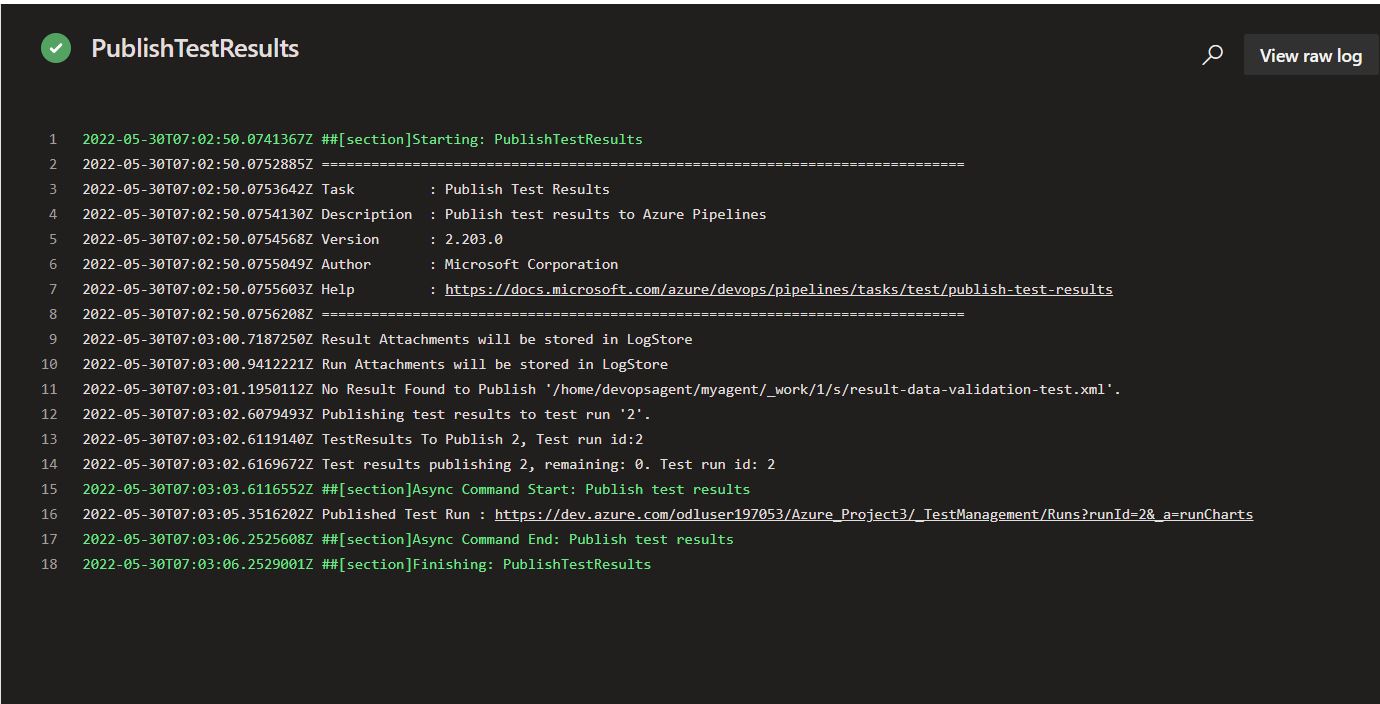 PublishTestResults
View raw log
1 2022-05-30T07:02:50.0741367Z ##[section]Starting: PublishTestResults
2 2022-05-30T07:02:50.0752885Z ==============================================================================
3 2022-05-30T07:02:50.0753642Z Task         : Publish Test Results
4 2022-05-30T07:02:50.0754130Z Description  : Publish test results to Azure Pipelines
5 2022-05-30T07:02:50.0754568Z Version      : 2.203.0
6 2022-05-30T07:02:50.0755049Z Author       : Microsoft Corporation
7 2022-05-30T07:02:50.0755603Z Help         : https://docs.microsoft.com/azure/devops/pipelines/tasks/test/publish-test-results
8 2022-05-30T07:02:50.0756208Z ==============================================================================
9 2022-05-30T07:03:00.7187250Z Result Attachments will be stored in LogStore
10 2022-05-30T07:03:00.9412221Z Run Attachments will be stored in LogStore
11 2022-05-30T07:03:01.1950112Z No Result Found to Publish '/home/devopsagent/myagent/_work/1/s/result-data-validation-test.xml'.
12 2022-05-30T07:03:02.6079493Z Publishing test results to test run '2'.
13 2022-05-30T07:03:02.6119140Z TestResults To Publish 2, Test run id:2
14 2022-05-30T07:03:02.6169672Z Test results publishing 2, remaining: 0. Test run id: 2
15 2022-05-30T07:03:03.6116552Z ##[section]Async Command Start: Publish test results
16 2022-05-30T07:03:05.3516202Z Published Test Run : https://dev.azure.com/odluser197053/Azure_Project3/_TestManagement/Runs?runId=2&_a=runCharts
17 2022-05-30T07:03:06.2525608Z ##[section]Async Command End: Publish test results
18 2022-05-30T07:03:06.2529001Z ##[section]Finishing: PublishTestResults